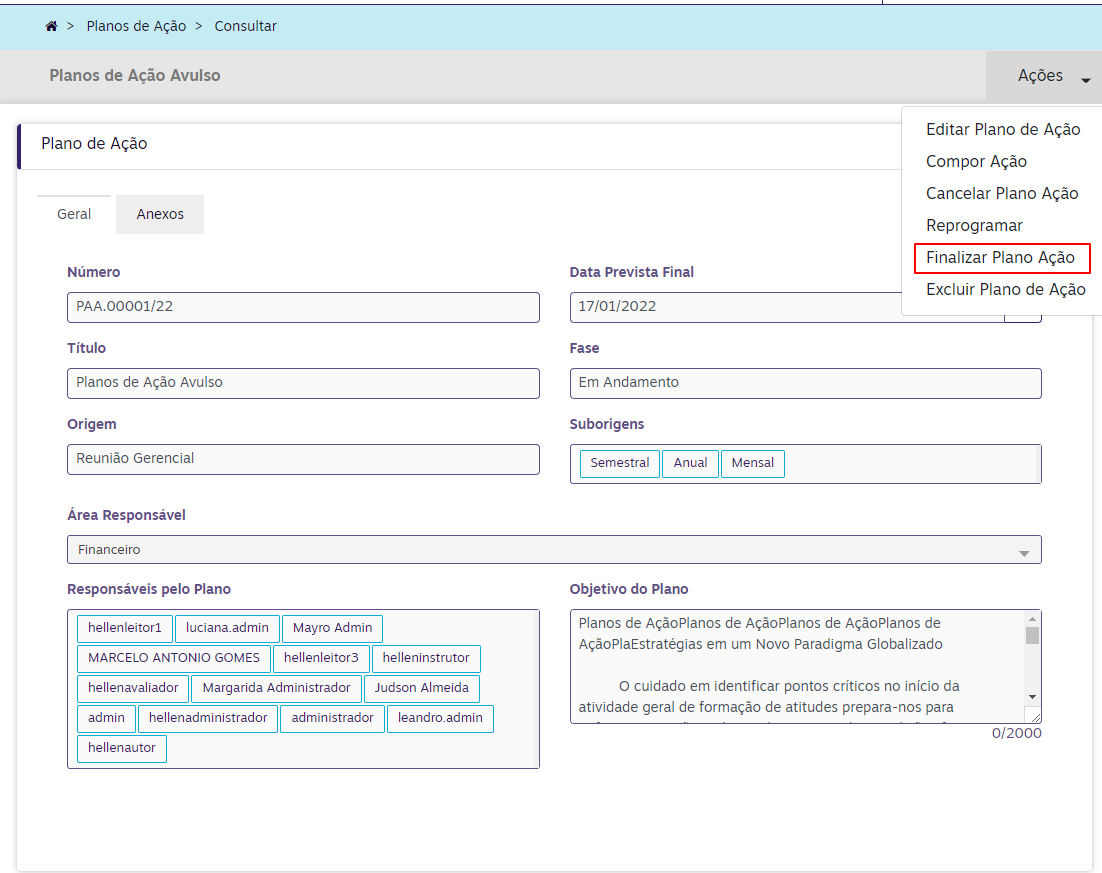 > Planos de Ação > Consultar
Planos de Ação Avulso
Ações
Editar Plano de Ação
Compor Ação
Cancelar Plano Ação
Reprogramar
Finalizar Plano Ação
Excluir Plano de Ação
Plano de Ação
Geral Anexos
Número
PAA.00001/22
Data Prevista Final
17/01/2022
Título
Planos de Ação Avulso
Fase
Em Andamento
Origem
Reunião Gerencial
Suborigens
Semestral Anual Mensal
Área Responsável
Financeiro
Responsáveis pelo Plano
hellenleitor1 luciana.admin Mayro Admin
MARCELO ANTONIO GOMES hellenleitor3 helleninstrutor
hellenavaliador Margarida Administrador Judson Almeida
admin hellenadministrador administrador leandro.admin
hellenautor
Objetivo do Plano
Planos de AçãoPlanos de AçãoPlanos de AçãoPlanos de
AçãoPlaEstratégias em um Novo Paradigma Globalizado
O cuidado em identificar pontos críticos no início da
atividade geral de formação de atitudes prepara-nos para
0/2000